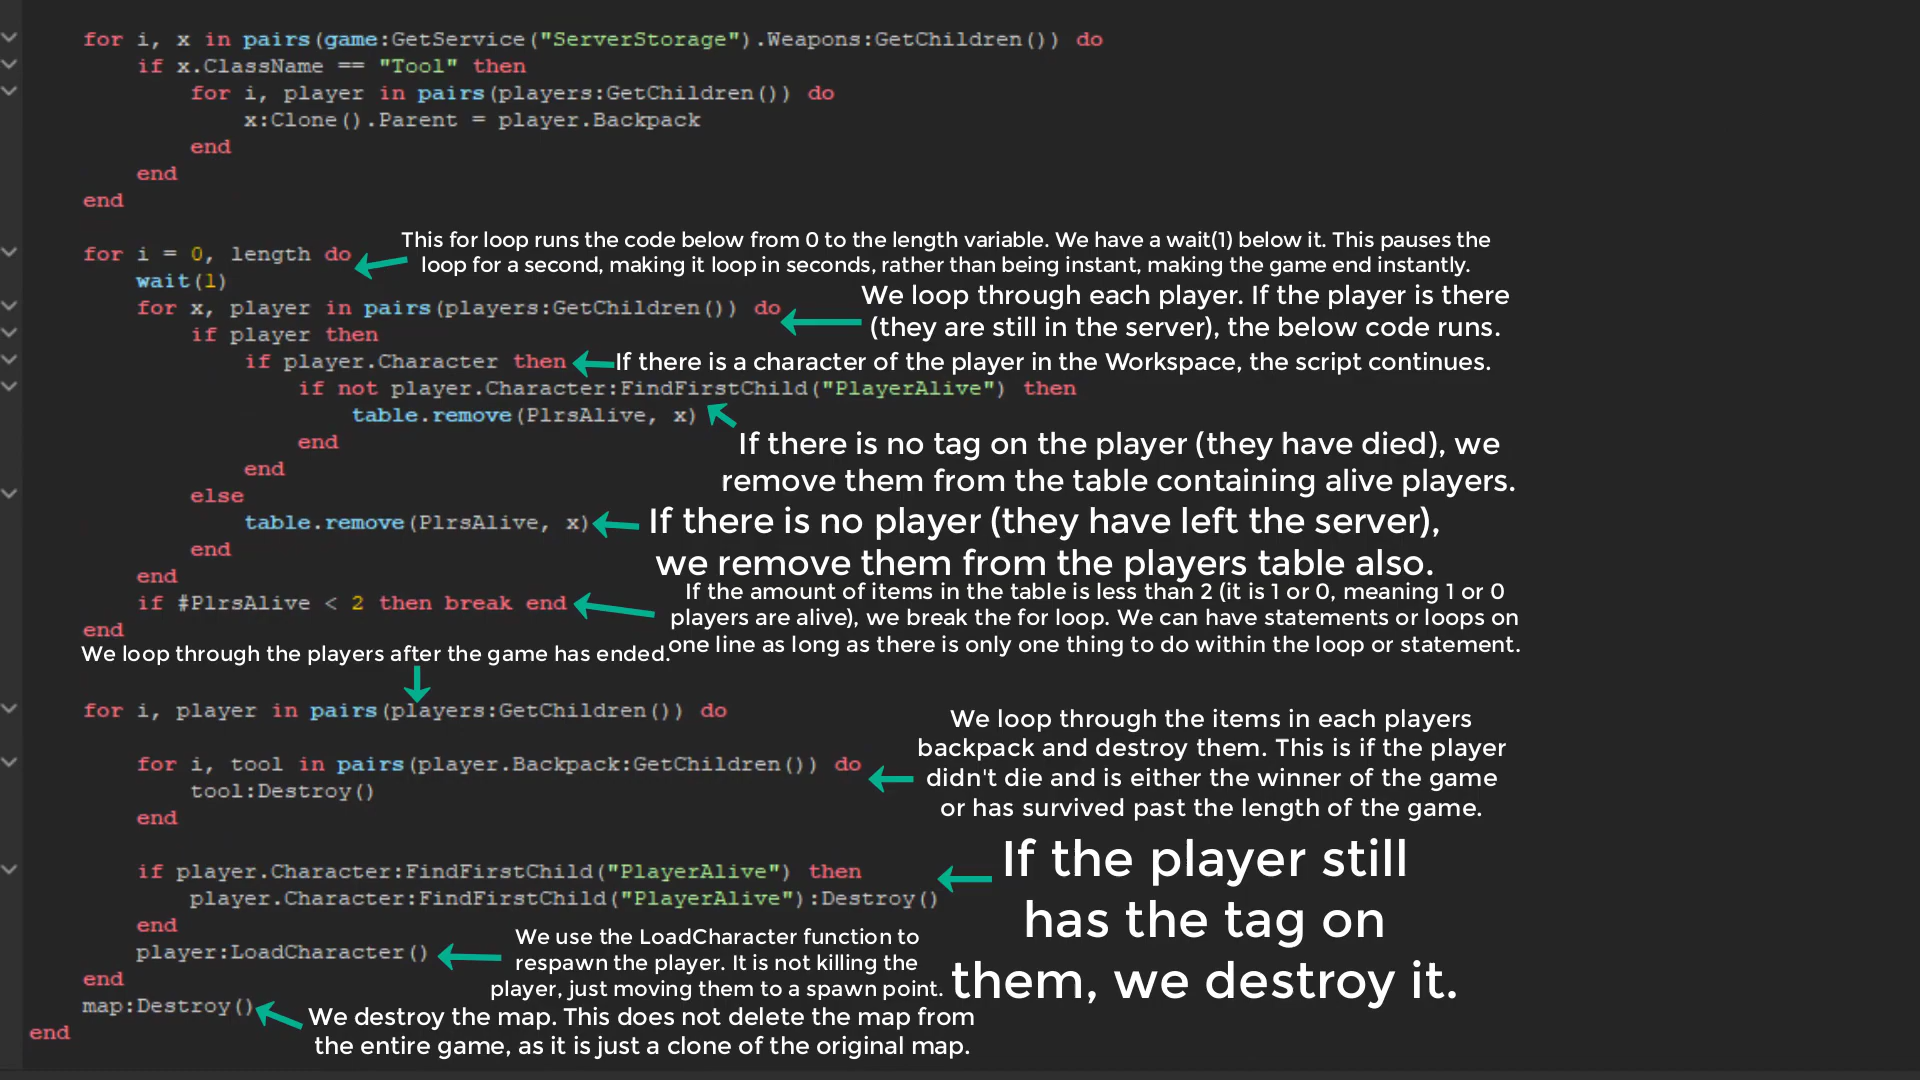 for i, x in pairs(game:GetService("ServerStorage").Weapons:GetChildren()) do
if x.ClassName == "Tool" then
for i, player in pairs(players:GetChildren()) do
x:Clone().Parent = player.Backpack
end
end
end
for i = 0, length do
This for loop runs the code below from 0 to the length variable. We have a wait(1) below it. This pauses the
loop for a second, making it loop in seconds, rather than being instant, making the game end instantly.
wait(1)
for x, player in pairs(players:GetChildren()) do
We loop through each player. If the player is there
(they are still in the server), the below code runs.
if player then
if player.Character then
If there is a character of the player in the Workspace, the script continues.
if not player.Character:FindFirstChild("PlayerAlive") then
table.remove(PlrsAlive, x)
If there is no tag on the player (they have died), we
remove them from the table containing alive players.
end
end
else
table.remove(PlrsAlive, x)
If there is no player (they have left the server),
we remove them from the players table also.
end
end
if #PlrsAlive < 2 then break end
If the amount of items in the table is less than 2 (it is 1 or 0, meaning 1 or 0
players are alive), we break the for loop. We can have statements or loops on
one line as long as there is only one thing to do within the loop or statement.
end
We loop through the players after the game has ended.
for i, player in pairs(players:GetChildren()) do
for i, tool in pairs(player.Backpack:GetChildren()) do
We loop through the items in each players
backpack and destroy them. This is if the player
didn't die and is either the winner of the game
or has survived past the length of the game.
tool:Destroy()
end
if player.Character:FindFirstChild("PlayerAlive") then
player.Character:FindFirstChild("PlayerAlive"):Destroy()
If the player still
has the tag on
them, we destroy it.
end
player:LoadCharacter()
We use the LoadCharacter function to
respawn the player. It is not killing the
player, just moving them to a spawn point.
end
map:Destroy()
We destroy the map. This does not delete the map from
the entire game, as it is just a clone of the original map.
end